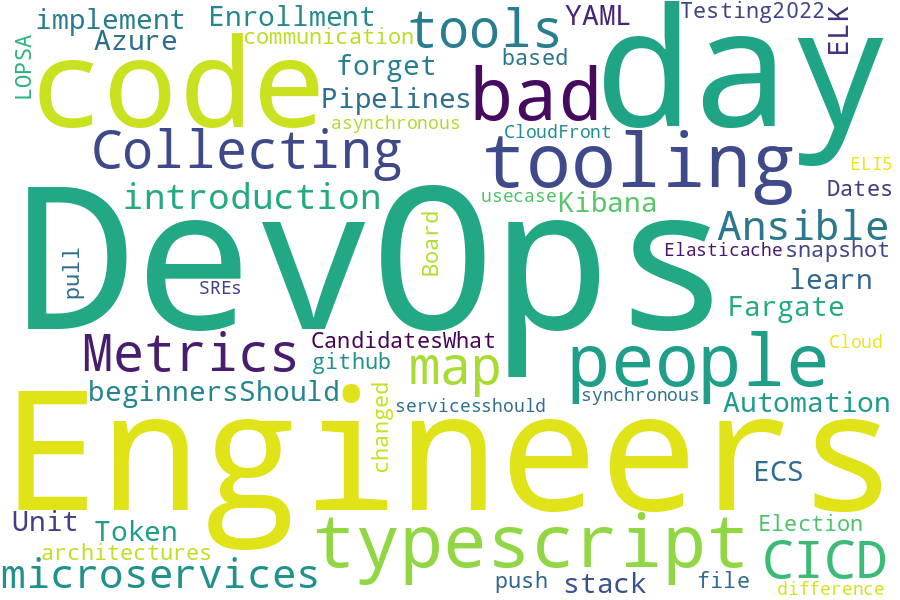 implement
Enrollment
tools
YAML
Testing2022
ELK
day
LOPSA
Azure
communication
code
forget
based
bad
Pipelines
asynchronous
CloudFront
Collecting
tooling
ELI5
Dates
introduction
usecase
Kibana
Ansible
DevOps
Board
pull
SREs
Elasticache
snapshot
learn
Fargate
Metrics
CandidatesWhat
github
map
people
Cloud
beginnersShould
changed
servicesshould
synchronous
Automation
Engineers
ECS
Unit
Token
typescript
Election
architectures
CICD
microservices
push
stack
file
difference